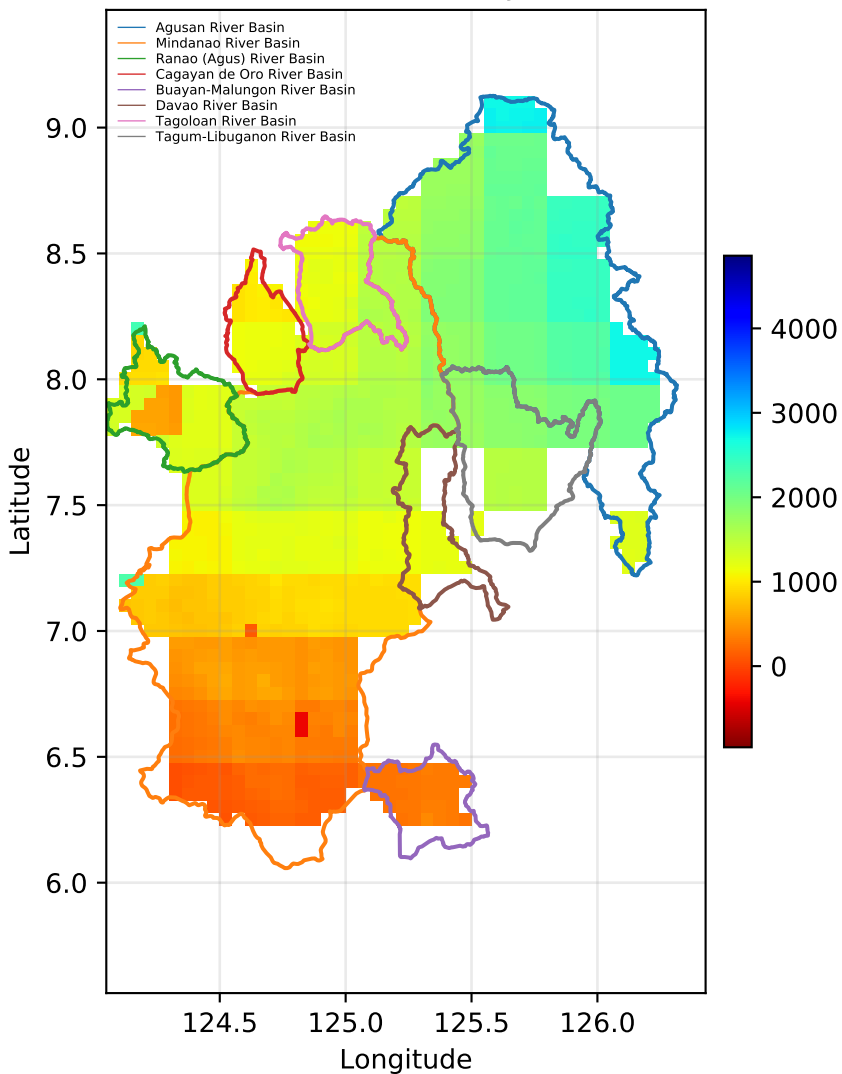 Agusan River Basin
Mindanao River Basin
Ranao (Agus) River Basin
Cagayan de Oro River Basin
Buayan-Malungon River Basin
Davao River Basin
Tagoloan River Basin
Tagum-Libuganon River Basin
9.0
8.5
8.0
7.5
7.0
6.5
6.0
Latitude
124.5 125.0 125.5 126.0
Longitude
4000
3000
2000
1000
0